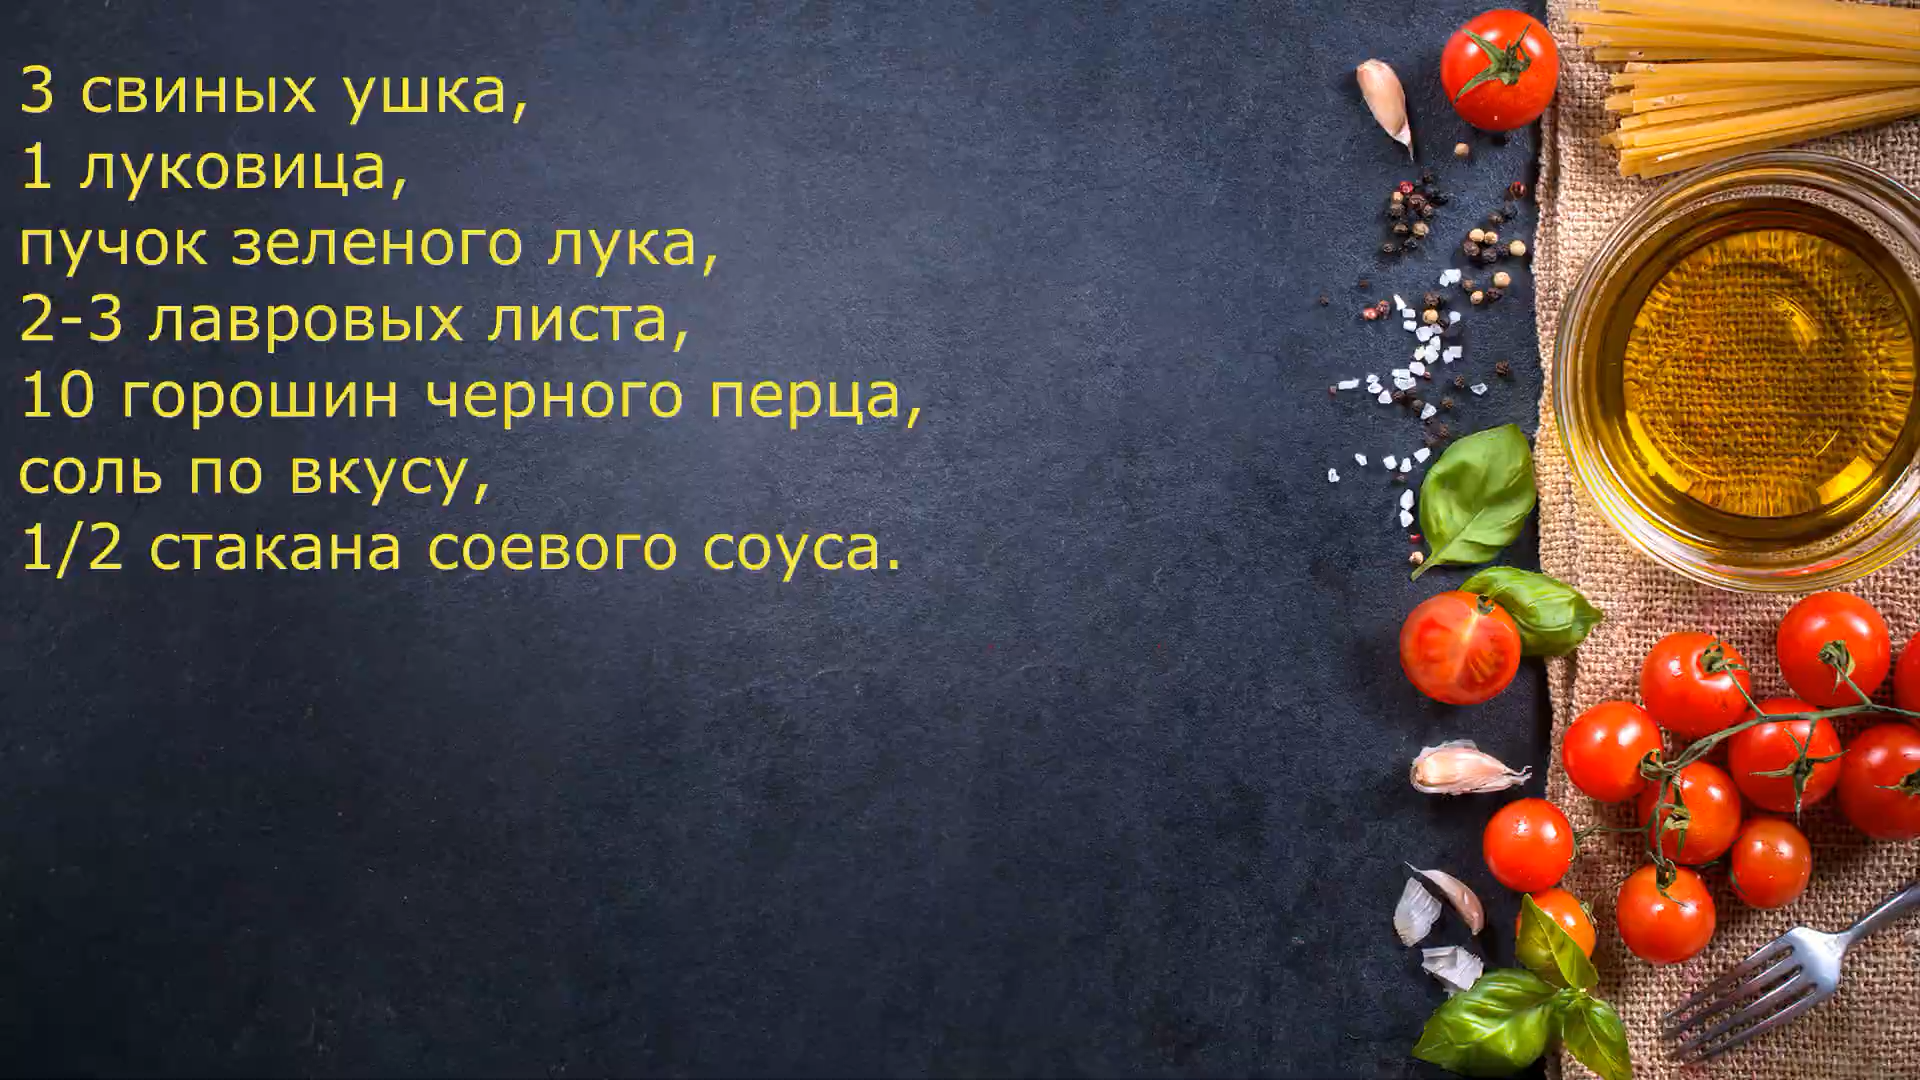 3 свиных ушка,
1 луковица,
пучок зеленого лука,
2-3 лавровых листа,
10 горошин черного перца,
соль по вкусу,
1/2 стакана соевого соуса.